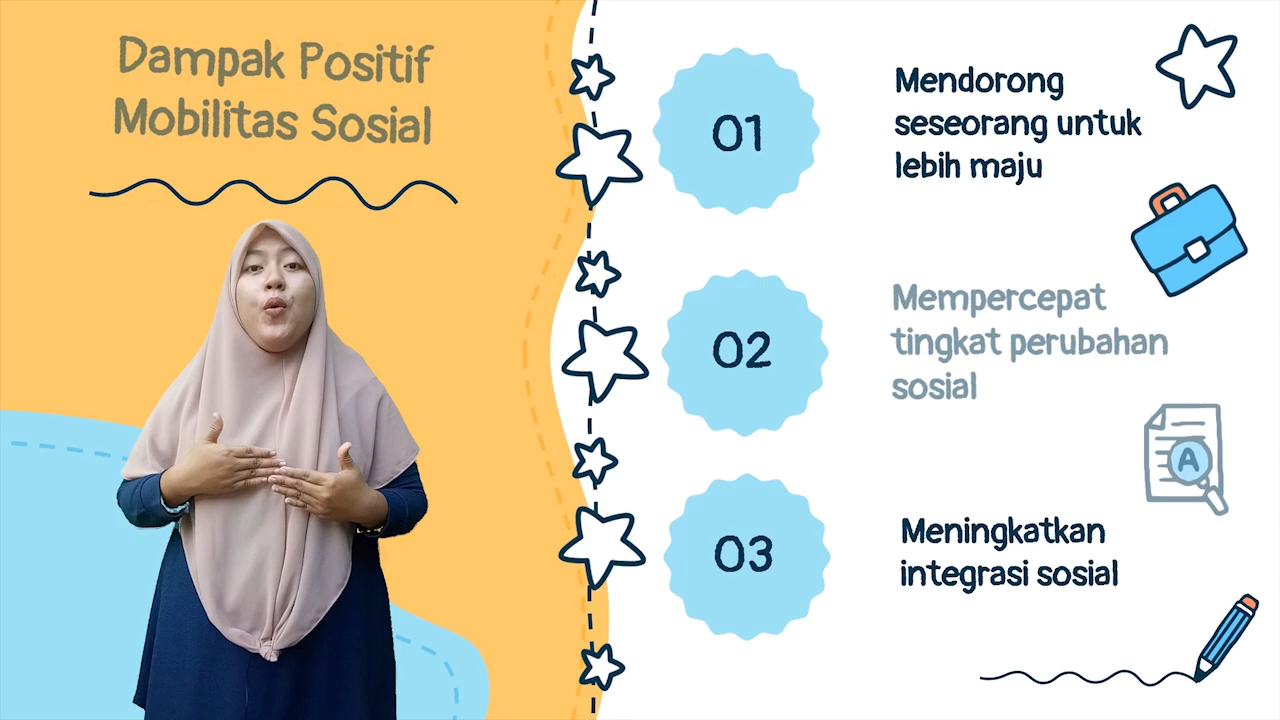 Dampak Positif
Mobilitas Sosial
01
Mendorong
seseorang untuk
lebih maju
02
Mempercepat
tingkat perubahan
sosial
A
03
Meningkatkan
integrasi sosial